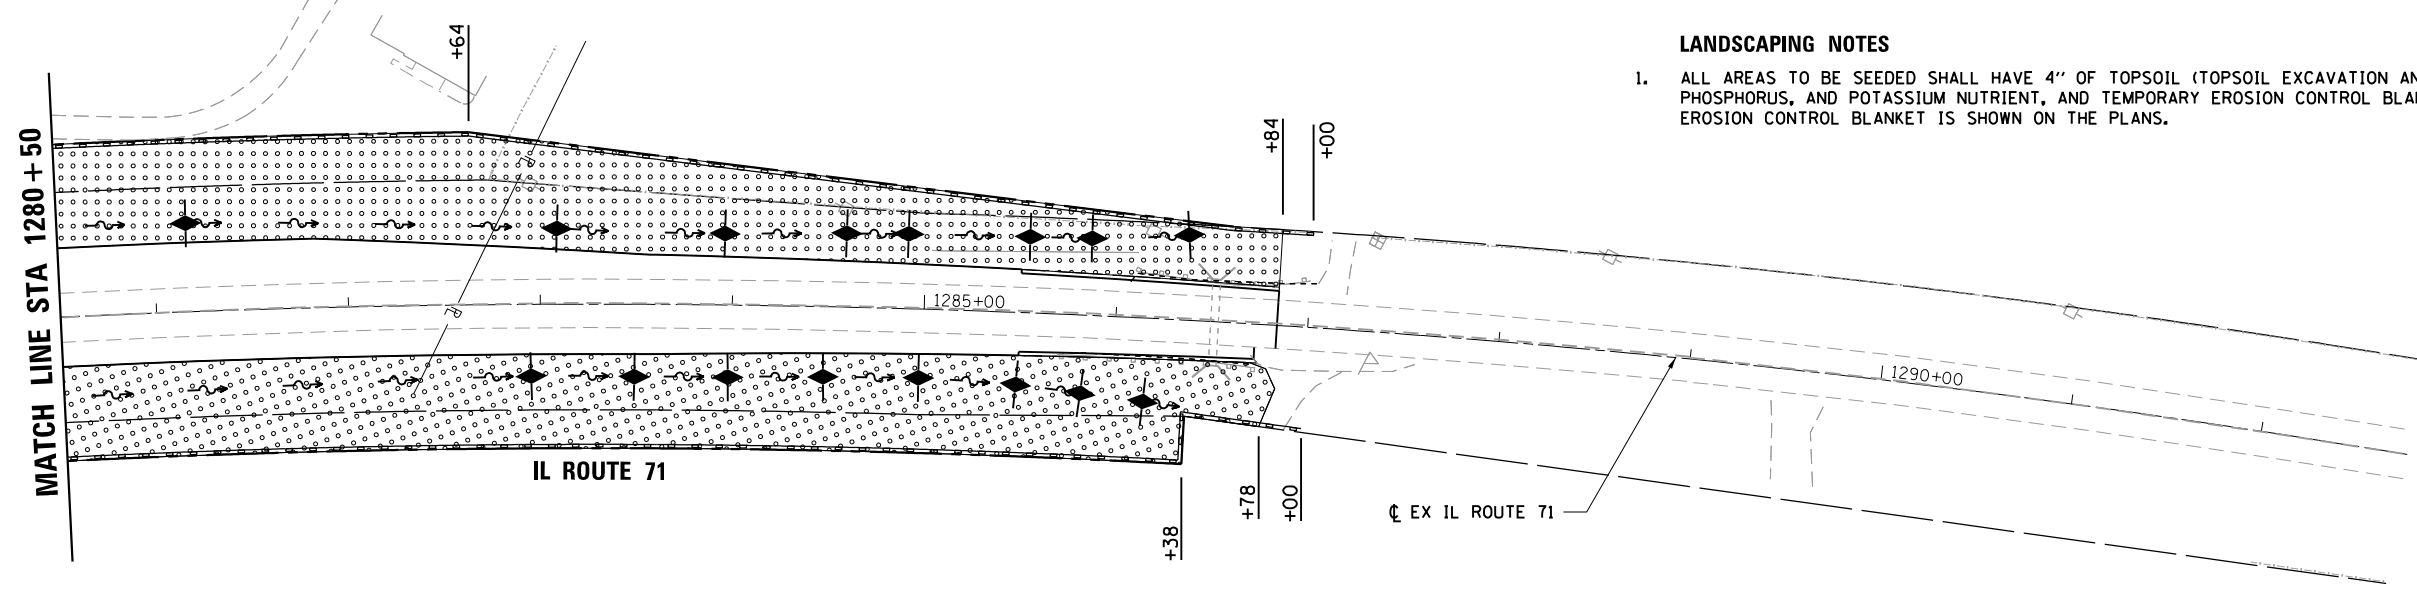 +64
LANDSCAPING NOTES
1. ALL AREAS TO BE SEEDED SHALL HAVE 4'' OF TOPSOIL (TOPSOIL EXCAVATION AN
PHOSPHORUS, AND POTASSIUM NUTRIENT, AND TEMPORARY EROSION CONTROL BLA
EROSION CONTROL BLANKET IS SHOWN ON THE PLANS.
+84
+00
MATCH LINE STA 1280+50
PL
PL
1285+00
1290+00
IL ROUTE 71
+38
+78
+00
℄ EX IL ROUTE 71